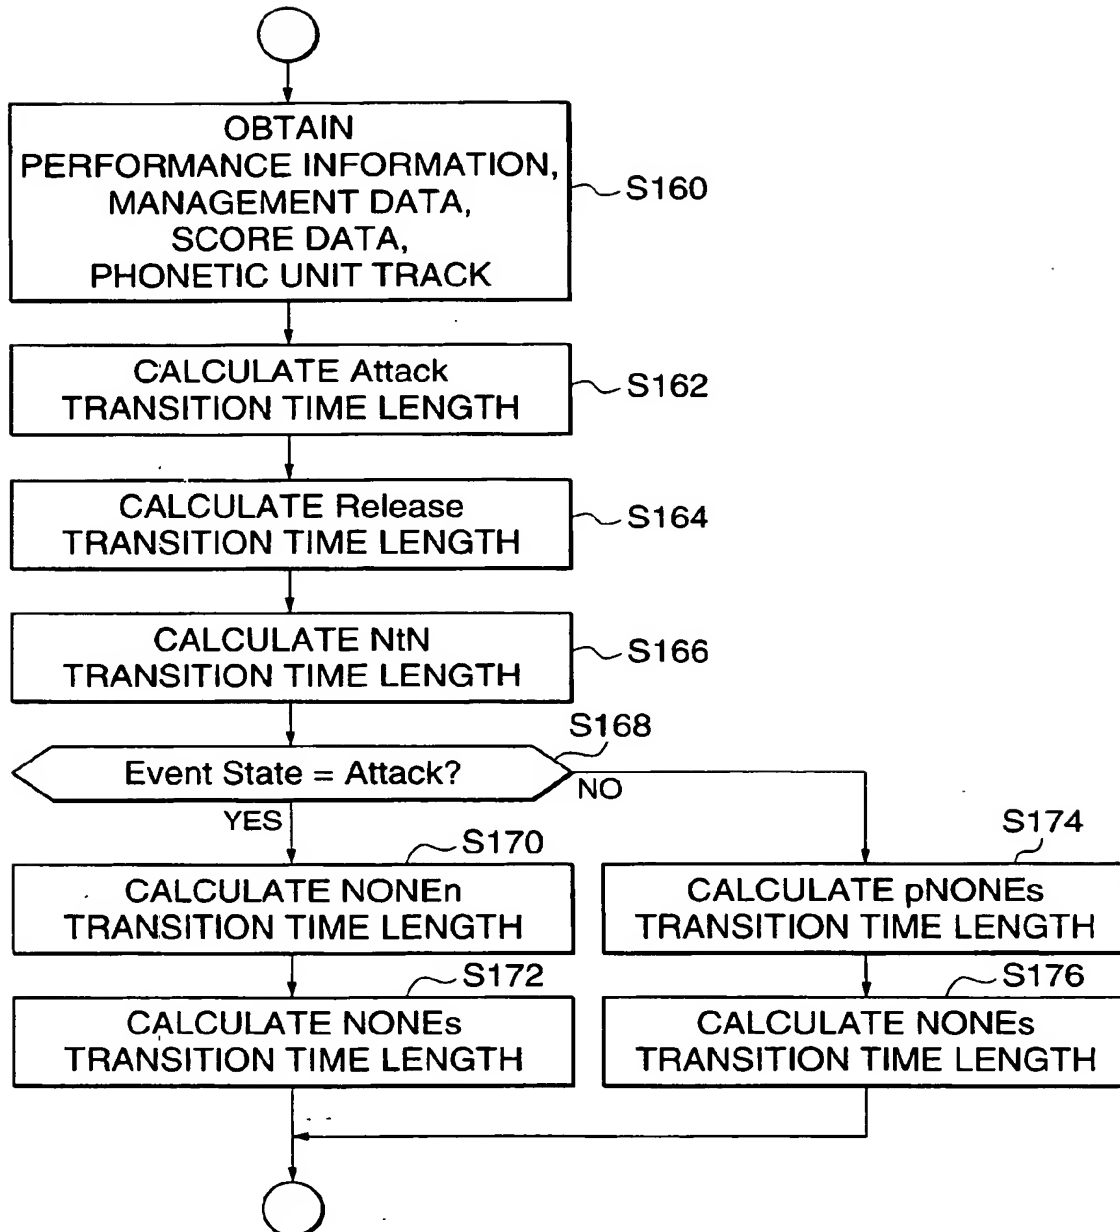 OBTAIN
PERFORMANCE INFORMATION,
MANAGEMENT DATA,
SCORE DATA,
PHONETIC UNIT TRACK
S160
CALCULATE Attack
TRANSITION TIME LENGTH
S162
CALCULATE Release
TRANSITION TIME LENGTH
S164
CALCULATE NtN
TRANSITION TIME LENGTH
S166
S168
Event State = Attack?
NO
YES
S170
CALCULATE NONEn
TRANSITION TIME LENGTH
S172
CALCULATE NONEs
TRANSITION TIME LENGTH
S174
CALCULATE pNONEs
TRANSITION TIME LENGTH
S176
CALCULATE NONEs
TRANSITION TIME LENGTH